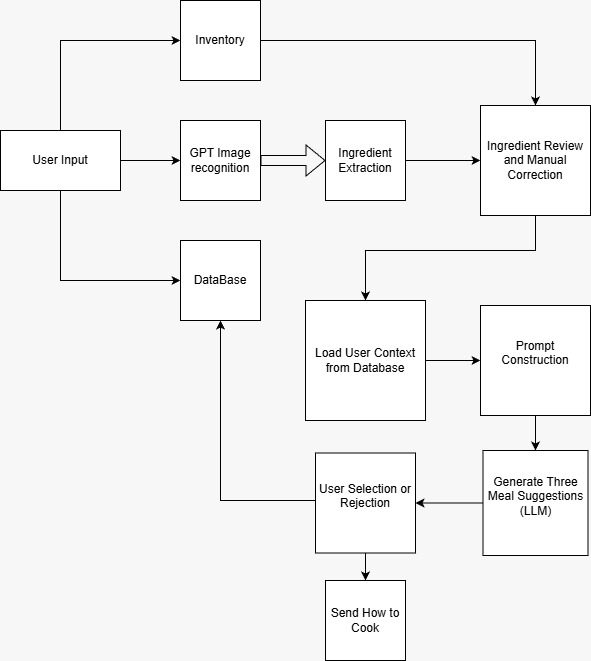 Inventory
User Input
GPT Image
recognition
Ingredient
Extraction
Ingredient Review
and Manual
Correction
DataBase
Load User Context
from Database
Prompt
Construction
User Selection or
Rejection
Generate Three
Meal Suggestions
(LLM)
Send How to
Cook